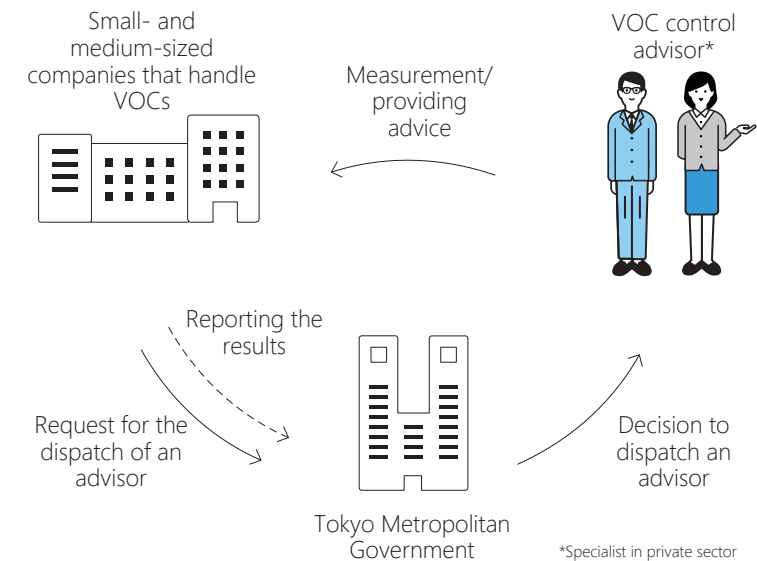 Small- and
medium-sized
companies that handle
VOCs
Measurement/
providing
advice
VOC control
advisor*
Reporting the
results
Request for the
dispatch of an
advisor
Decision to
dispatch an
advisor
Tokyo Metropolitan
Government
*Specialist in private sector